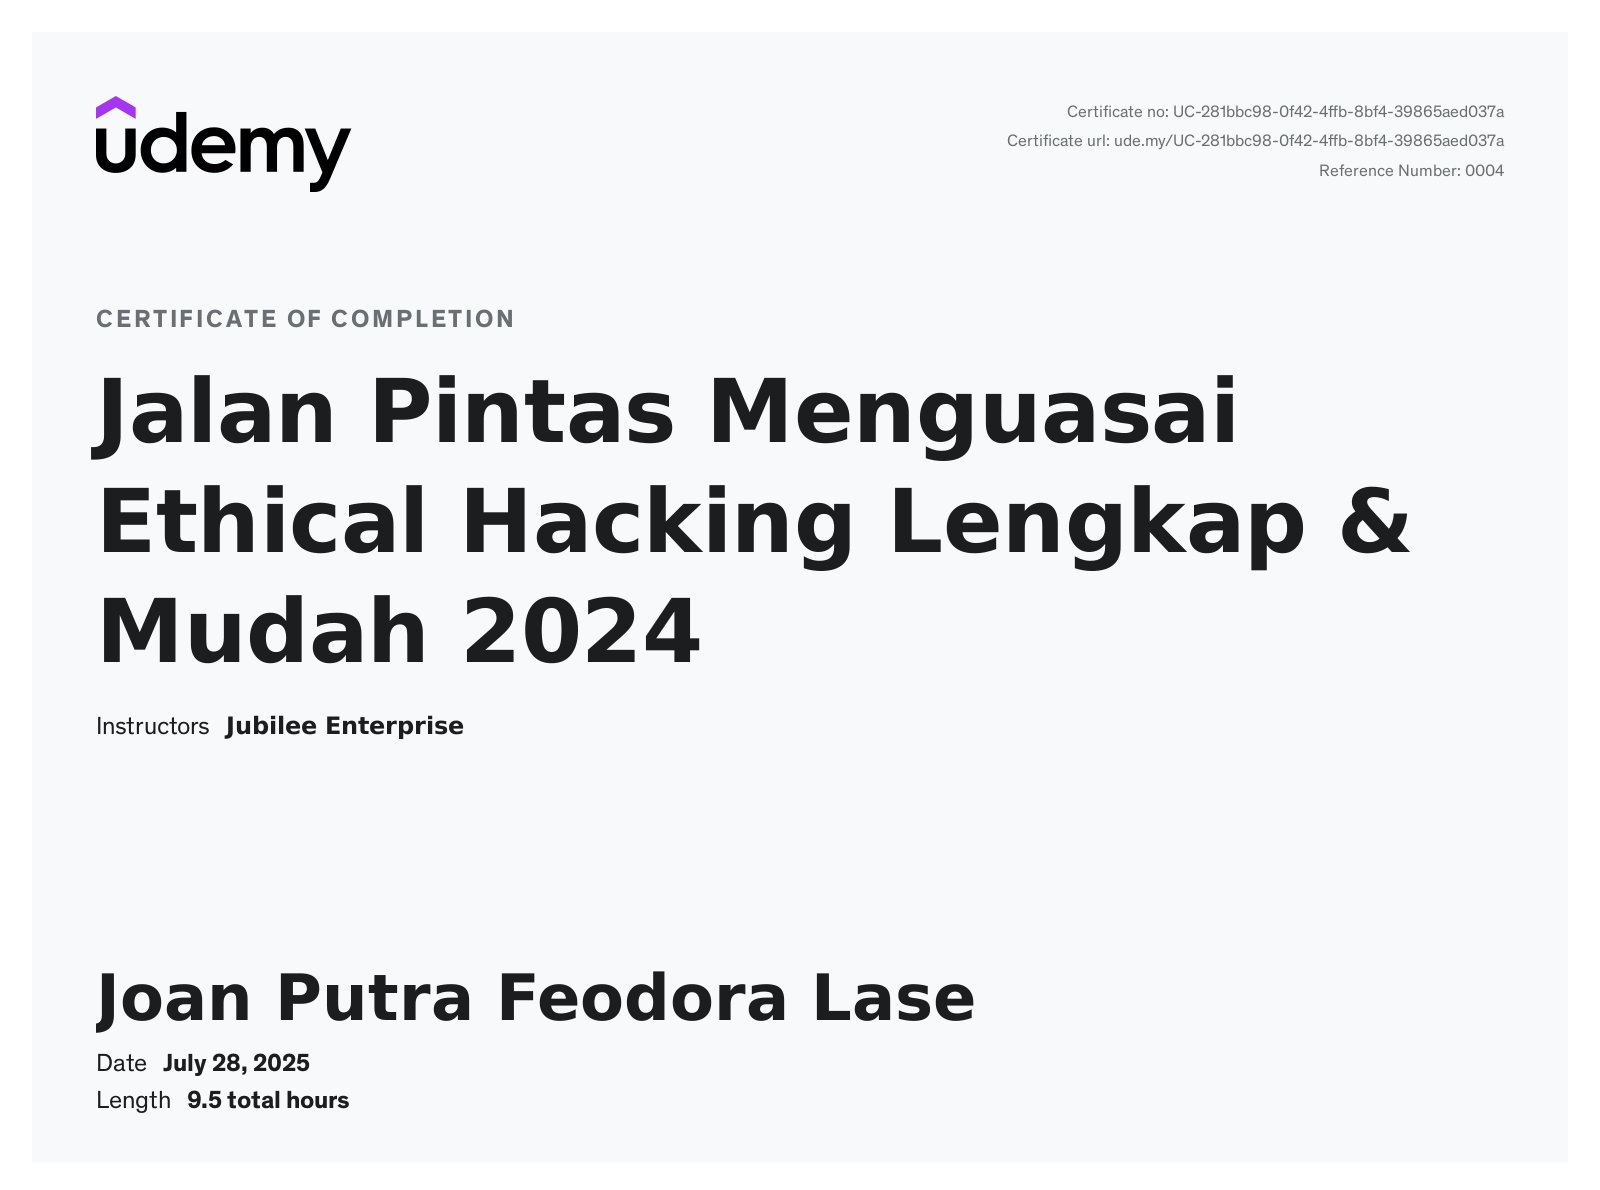 udemy
Certificate no: UC-281bbc98-0f42-4ffb-8bf4-39865aed037a
Certificate url: ude.my/UC-281bbc98-0f42-4ffb-8bf4-39865aed037a
Reference Number: 0004
CERTIFICATE OF COMPLETION
Jalan Pintas Menguasai
Ethical Hacking Lengkap &
Mudah 2024
Instructors Jubilee Enterprise
Joan Putra Feodora Lase
Date July 28, 2025
Length 9.5 total hours